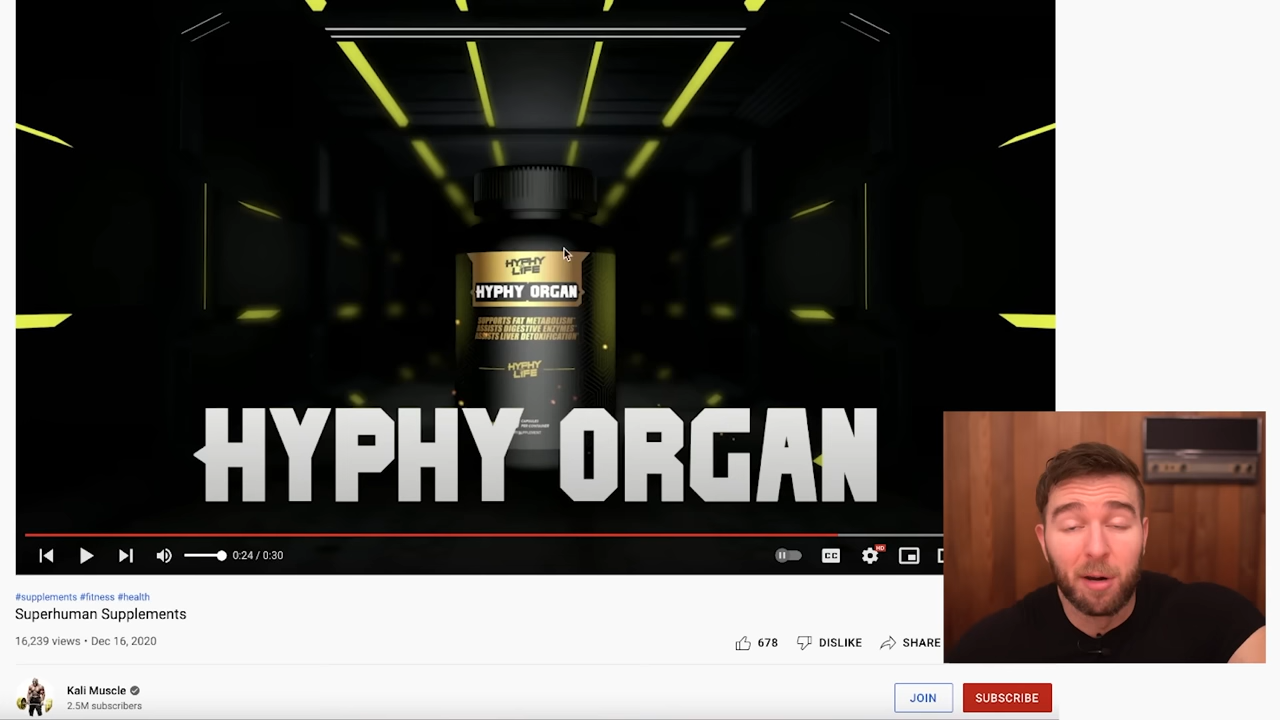 HYPHY
LIFE
HYPHY ORGAN
SUPPORTS FAT METABOLISM*
ASSISTS DIGESTIVE ENZYMES*
ASSISTS LIVER DETOXIFICATION*
HYPHY
LIFE
CAPSULES
HYPHY ORGAN
0:24 / 0:30
CC
HD
#supplements #fitness #health
Superhuman Supplements
16,239 views • Dec 16, 2020
678
DISLIKE
SHARE
Kali Muscle
2.5M subscribers
JOIN
SUBSCRIBE